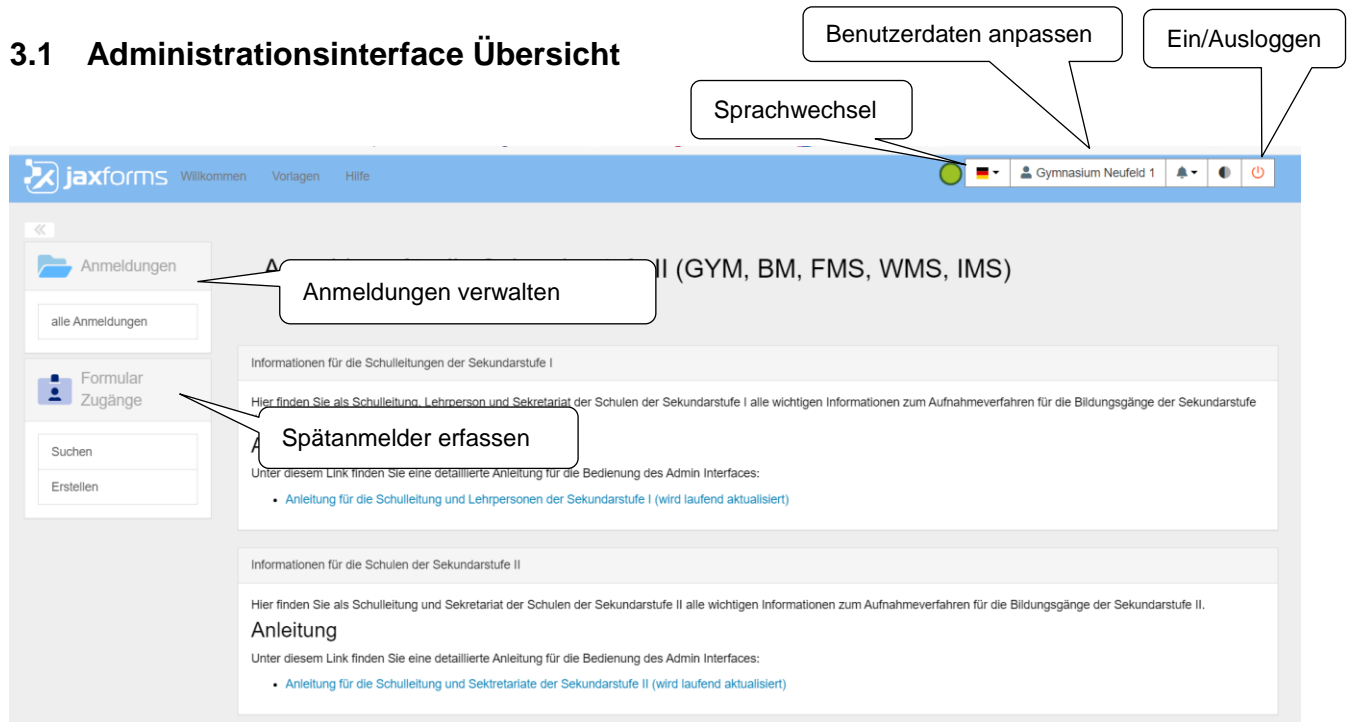 3.1 Administrationsinterface Übersicht
Benutzerdaten anpassen
Ein/Ausloggen
Sprachwechsel
jaxforms Willkommen Vorlagen Hilfe
Gymnasium Neufeld 1
Anmeldungen
II (GYM, BM, FMS, WMS, IMS)
Anmeldungen verwalten
alle Anmeldungen
Informationen für die Schulleitungen der Sekundarstufe I
Formular
Zugänge
Hier finden Sie als Schulleitung, Lehrperson und Sekretariat der Schulen der Sekundarstufe I alle wichtigen Informationen zum Aufnahmeverfahren für die Bildungsgänge der Sekundarstufe
Spätanmelder erfassen
Suchen
Unter diesem Link finden Sie eine detaillierte Anleitung für die Bedienung des Admin Interfaces:
Erstellen
• Anleitung für die Schulleitung und Lehrpersonen der Sekundarstufe I (wird laufend aktualisiert)
Informationen für die Schulen der Sekundarstufe II
Hier finden Sie als Schulleitung und Sekretariat der Schulen der Sekundarstufe II alle wichtigen Informationen zum Aufnahmeverfahren für die Bildungsgänge der Sekundarstufe II.
Anleitung
Unter diesem Link finden Sie eine detaillierte Anleitung für die Bedienung des Admin Interfaces:
• Anleitung für die Schulleitung und Sektretariate der Sekundarstufe II (wird laufend aktualisiert)